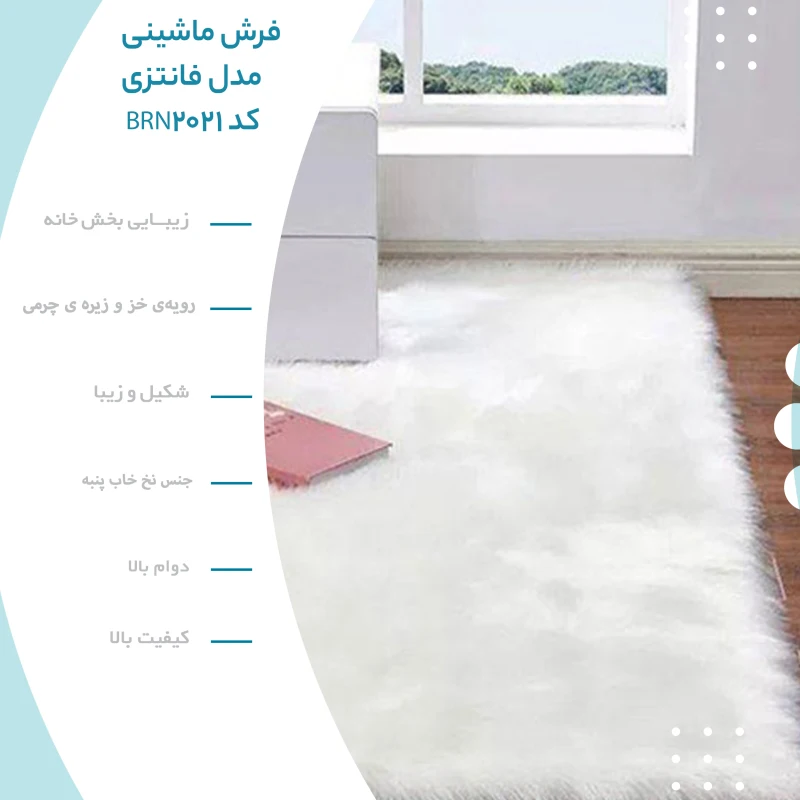 فرش ماشینی
مدل فانتزی
کد BRN۲۰۲۱
زیبـــایی بخش خانه
رویه‌ی خز و زیره ی چرمی
شکیل و زیبا
جنس نخ خاب پنبه
دوام بالا
کیفیت بالا